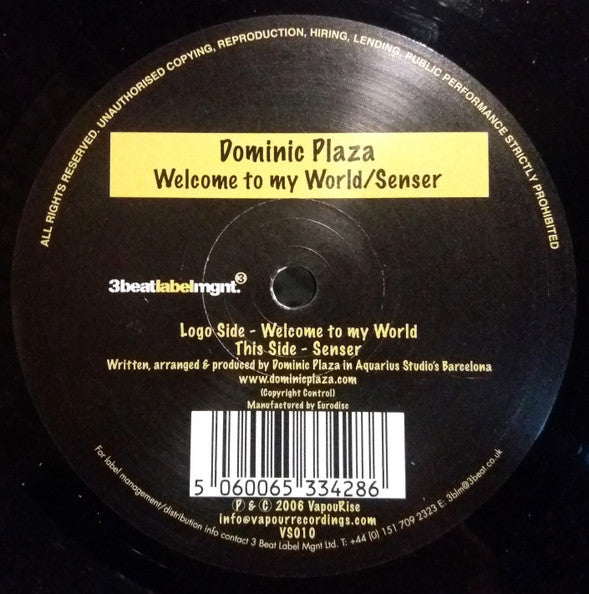 ALL RIGHTS RESERVED. UNAUTHORISED COPYING, REPRODUCTION, HIRING, LENDING, PUBLIC PERFORMANCE STRICTLY PROHIBITED
Dominic Plaza
Welcome to my World/Senser
3beatlabelmgnt.3
Logo Side - Welcome to my World
This Side - Senser
Written, arranged & produced by Dominic Plaza in Aquarius Studio's Barcelona
www.dominicplaza.com
(Copyright Control)
Manufactured by Eurodisc
5 060065 334286
℗ & © 2006 VapouRise
info@vapourrecordings.com
VS010
For label management/distribution info contact 3 Beat Label Mgnt Ltd. T: +44 (0) 151 709 2323 E: 3blm@3beat.co.uk